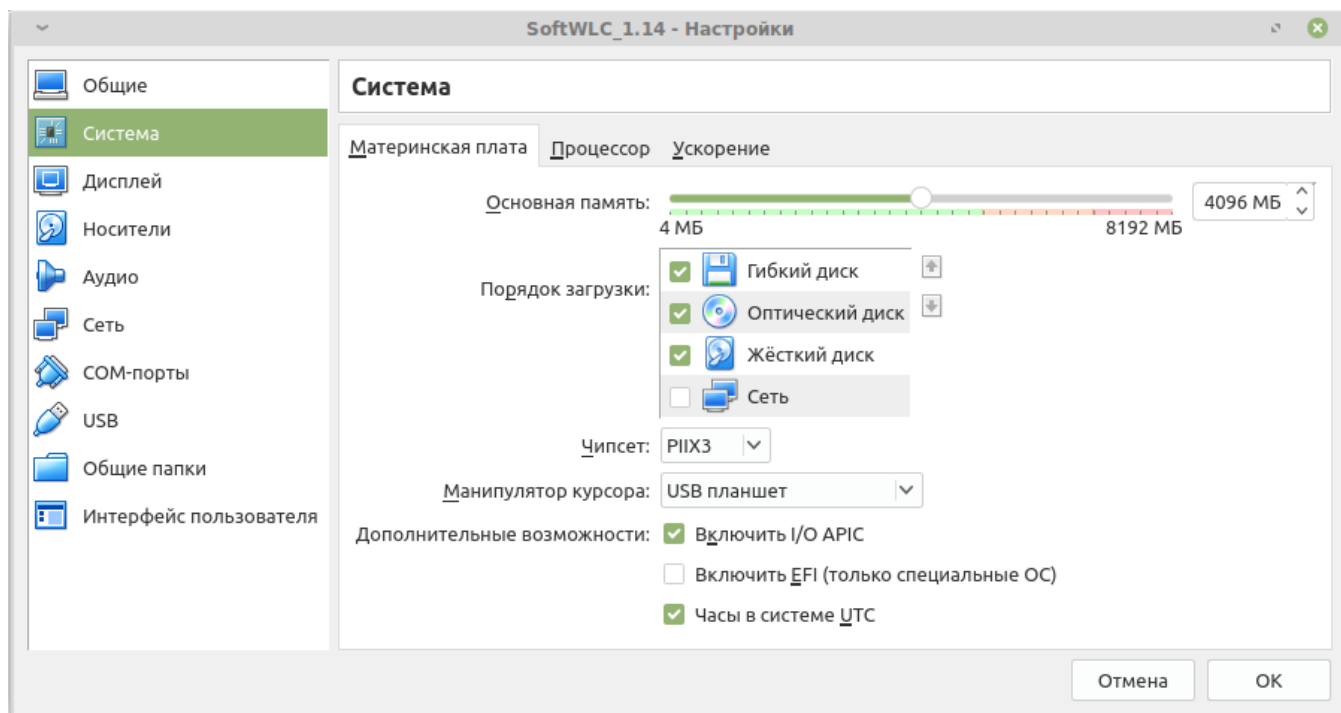 SoftWLC_1.14 - Настройки
Общие
Система
Дисплей
Носители
Аудио
Сеть
COM-порты
USB
Общие папки
Интерфейс пользователя
Система
Материнская плата Процессор Ускорение
Основная память: 4096 МБ
4 МБ 8192 МБ
Порядок загрузки:
Гибкий диск
Оптический диск
Жёсткий диск
Сеть
Чипсет: PIIX3
Манипулятор курсора: USB планшет
Дополнительные возможности: Включить I/O APIC
Включить EFI (только специальные ОС)
Часы в системе UTC
Отмена OK